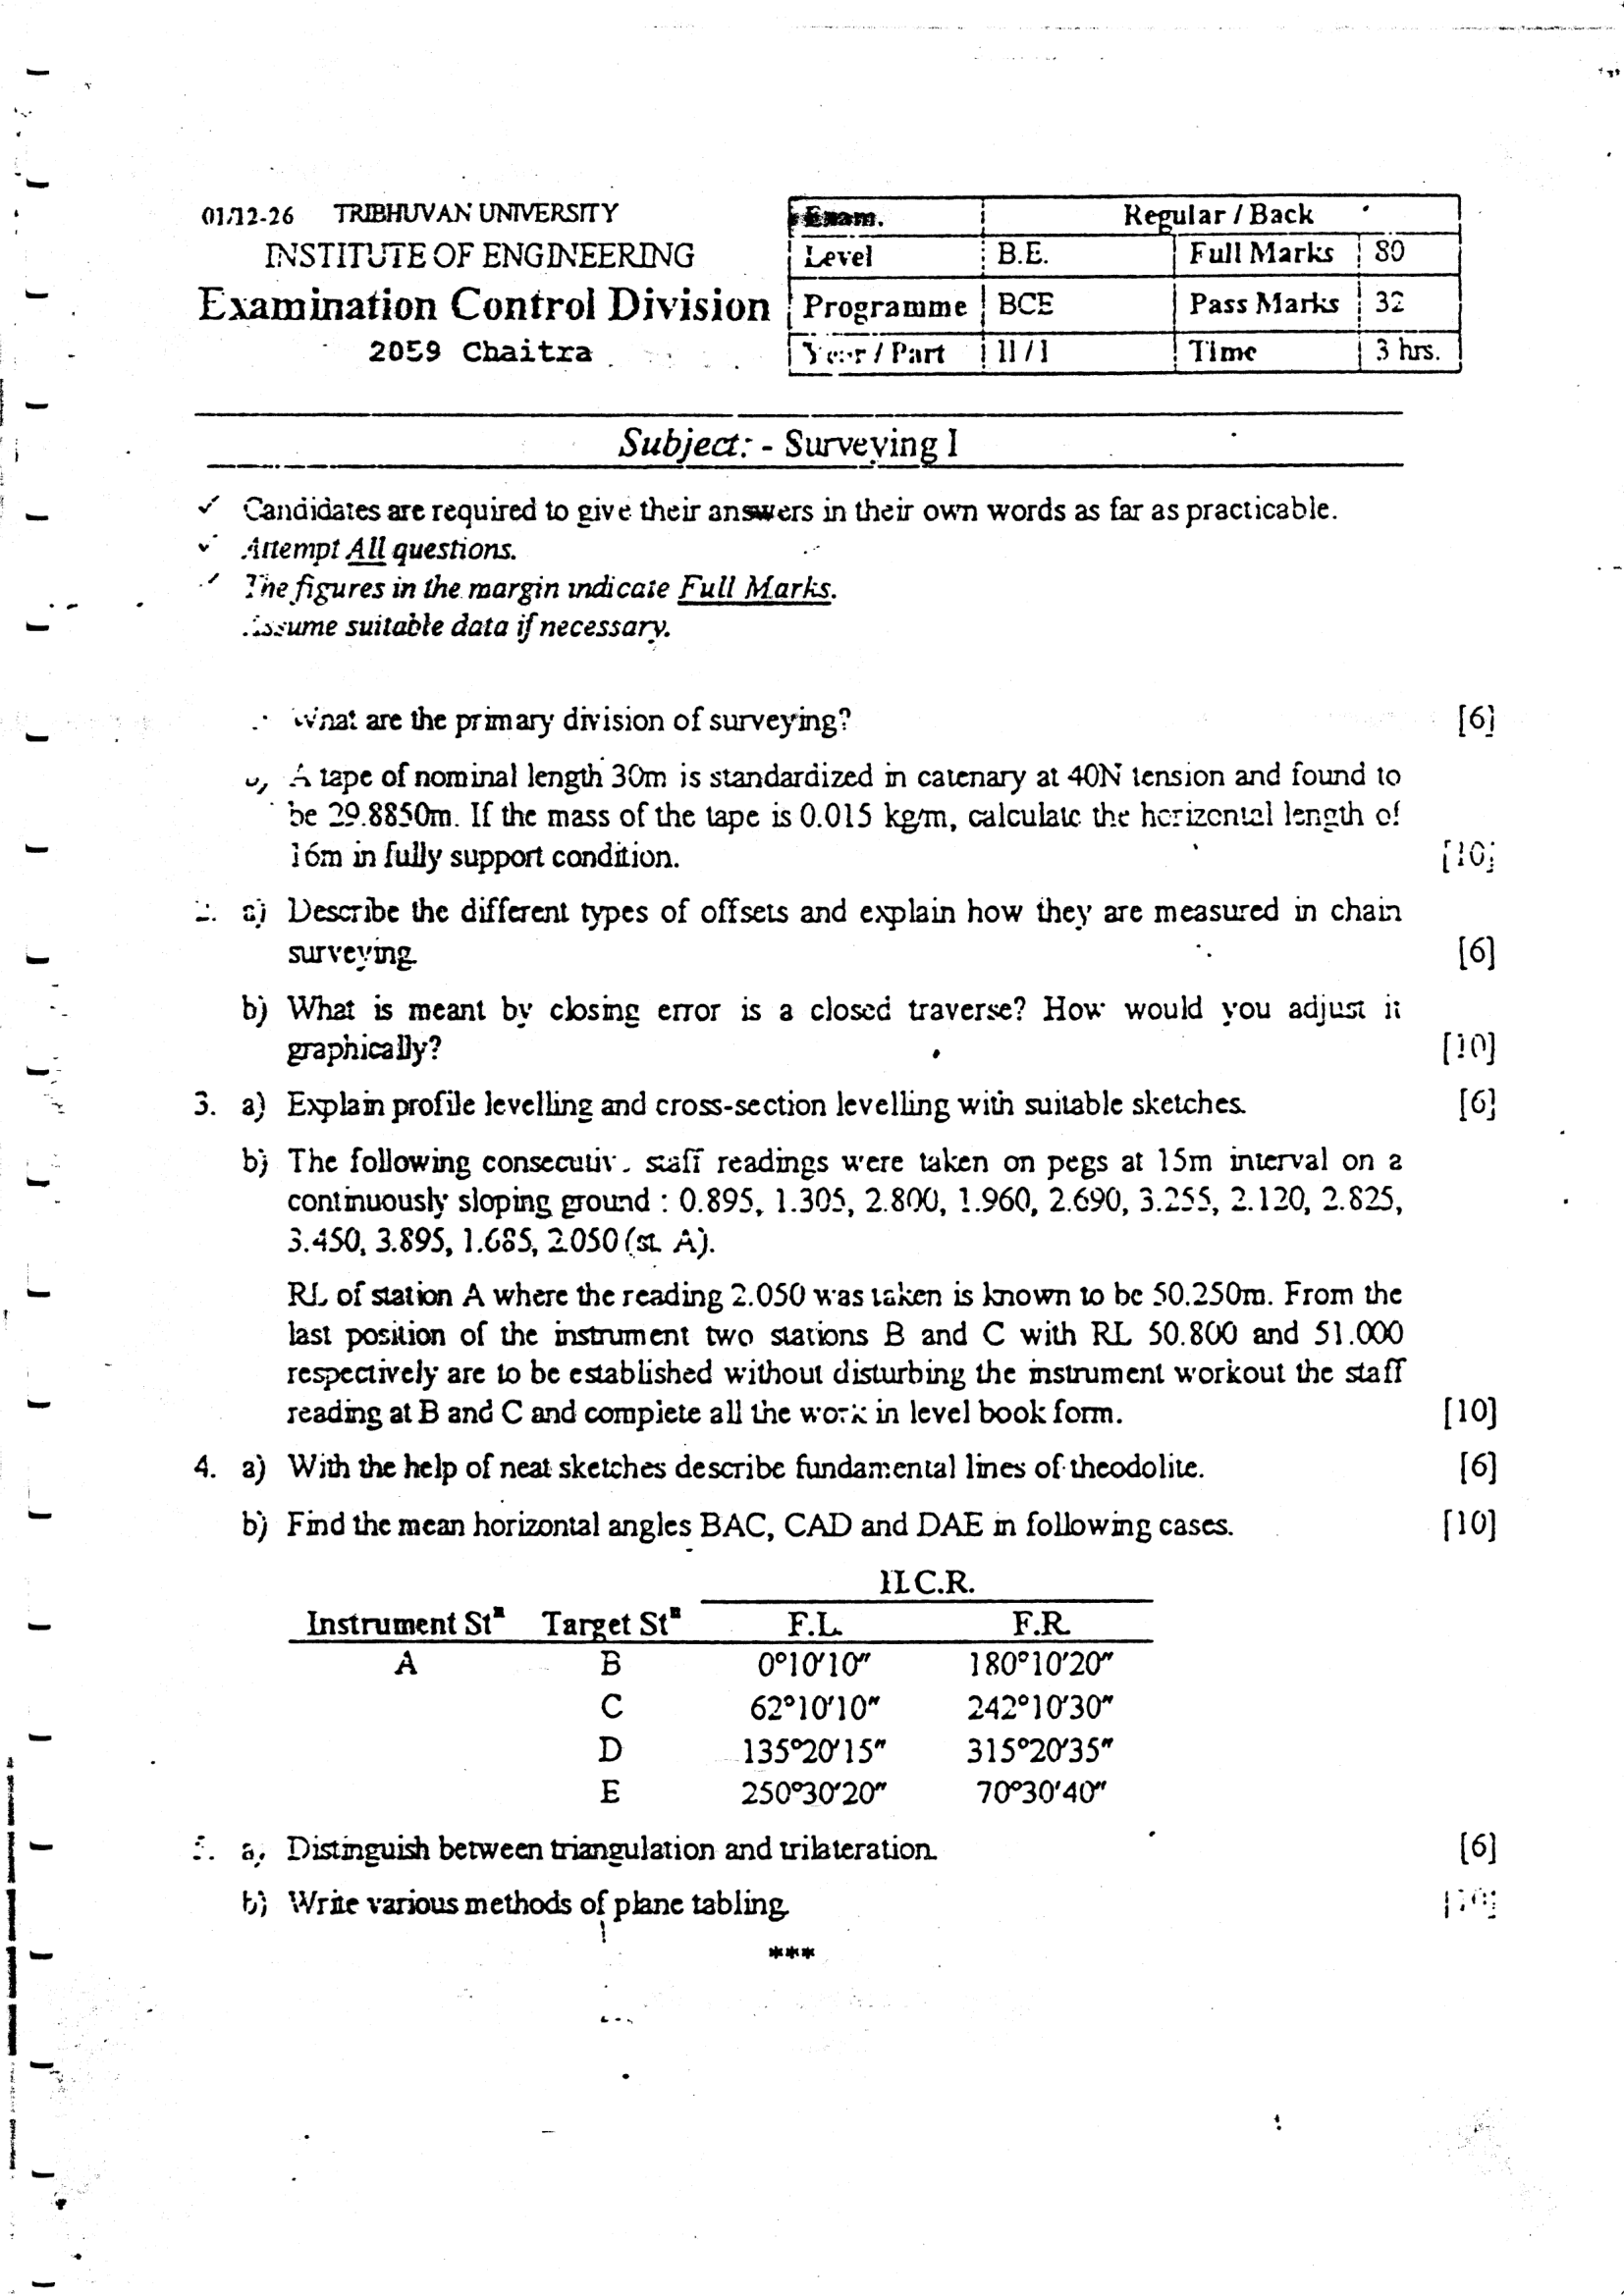 01/12-26 TRIBHUVAN UNIVERSITY
INSTITUTE OF ENGINEERING
Examination Control Division
2059 Chaitra
Exam. Regular / Back
Level B.E. Full Marks 80
Programme BCE Pass Marks 32
Year / Part II / I Time 3 hrs.
Subject: - Surveying I
✓ Candidates are required to give their answers in their own words as far as practicable.
✓ Attempt All questions.
✓ The figures in the margin indicate Full Marks.
Assume suitable data if necessary.
What are the primary division of surveying? [6]
A tape of nominal length 30m is standardized in catenary at 40N tension and found to
be 29.8850m. If the mass of the tape is 0.015 kg/m, calculate the horizontal length of
16m in fully support condition. [10]
2. a) Describe the different types of offsets and explain how they are measured in chain
surveying. [6]
b) What is meant by closing error is a closed traverse? How would you adjust it
graphically? [10]
3. a) Explain profile levelling and cross-section levelling with suitable sketches. [6]
b) The following consecutiv. staff readings were taken on pegs at 15m interval on a
continuously sloping ground : 0.895, 1.305, 2.800, 1.960, 2.690, 3.255, 2.120, 2.825,
3.450, 3.895, 1.685, 2.050 (st. A).
RL of station A where the reading 2.050 was taken is known to be 50.250m. From the
last position of the instrument two stations B and C with RL 50.800 and 51.000
respectively are to be established without disturbing the instrument workout the staff
reading at B and C and complete all the work in level book form. [10]
4. a) With the help of neat sketches describe fundamental lines of theodolite. [6]
b) Find the mean horizontal angles BAC, CAD and DAE in following cases. [10]
H.C.R.
Instrument Stⁿ Target Stⁿ F.L. F.R.
A B 0°10'10" 180°10'20"
C 62°10'10" 242°10'30"
D 135°20'15" 315°20'35"
E 250°30'20" 70°30'40"
a) Distinguish between triangulation and trilateration. [6]
b) Write various methods of plane tabling. [10]
***